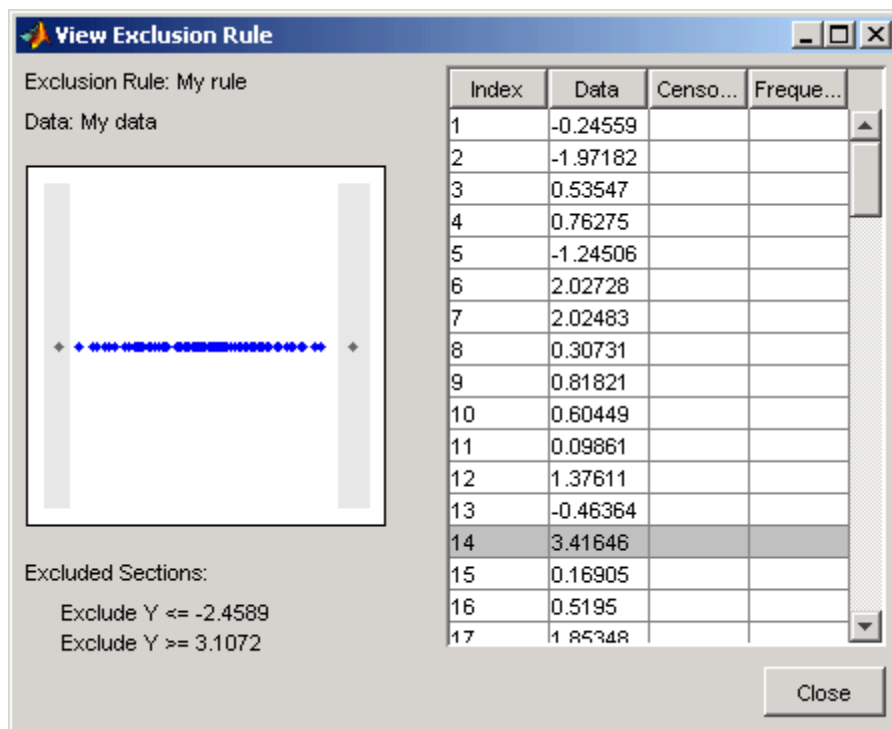 View Exclusion Rule
Exclusion Rule: My rule
Data: My data
Excluded Sections:
Exclude Y <= -2.4589
Exclude Y >= 3.1072
Index Data Censo... Freque...
1 -0.24559
2 -1.97182
3 0.53547
4 0.76275
5 -1.24506
6 2.02728
7 2.02483
8 0.30731
9 0.81821
10 0.60449
11 0.09861
12 1.37611
13 -0.46364
14 3.41646
15 0.16905
16 0.5195
17 1.85348
Close